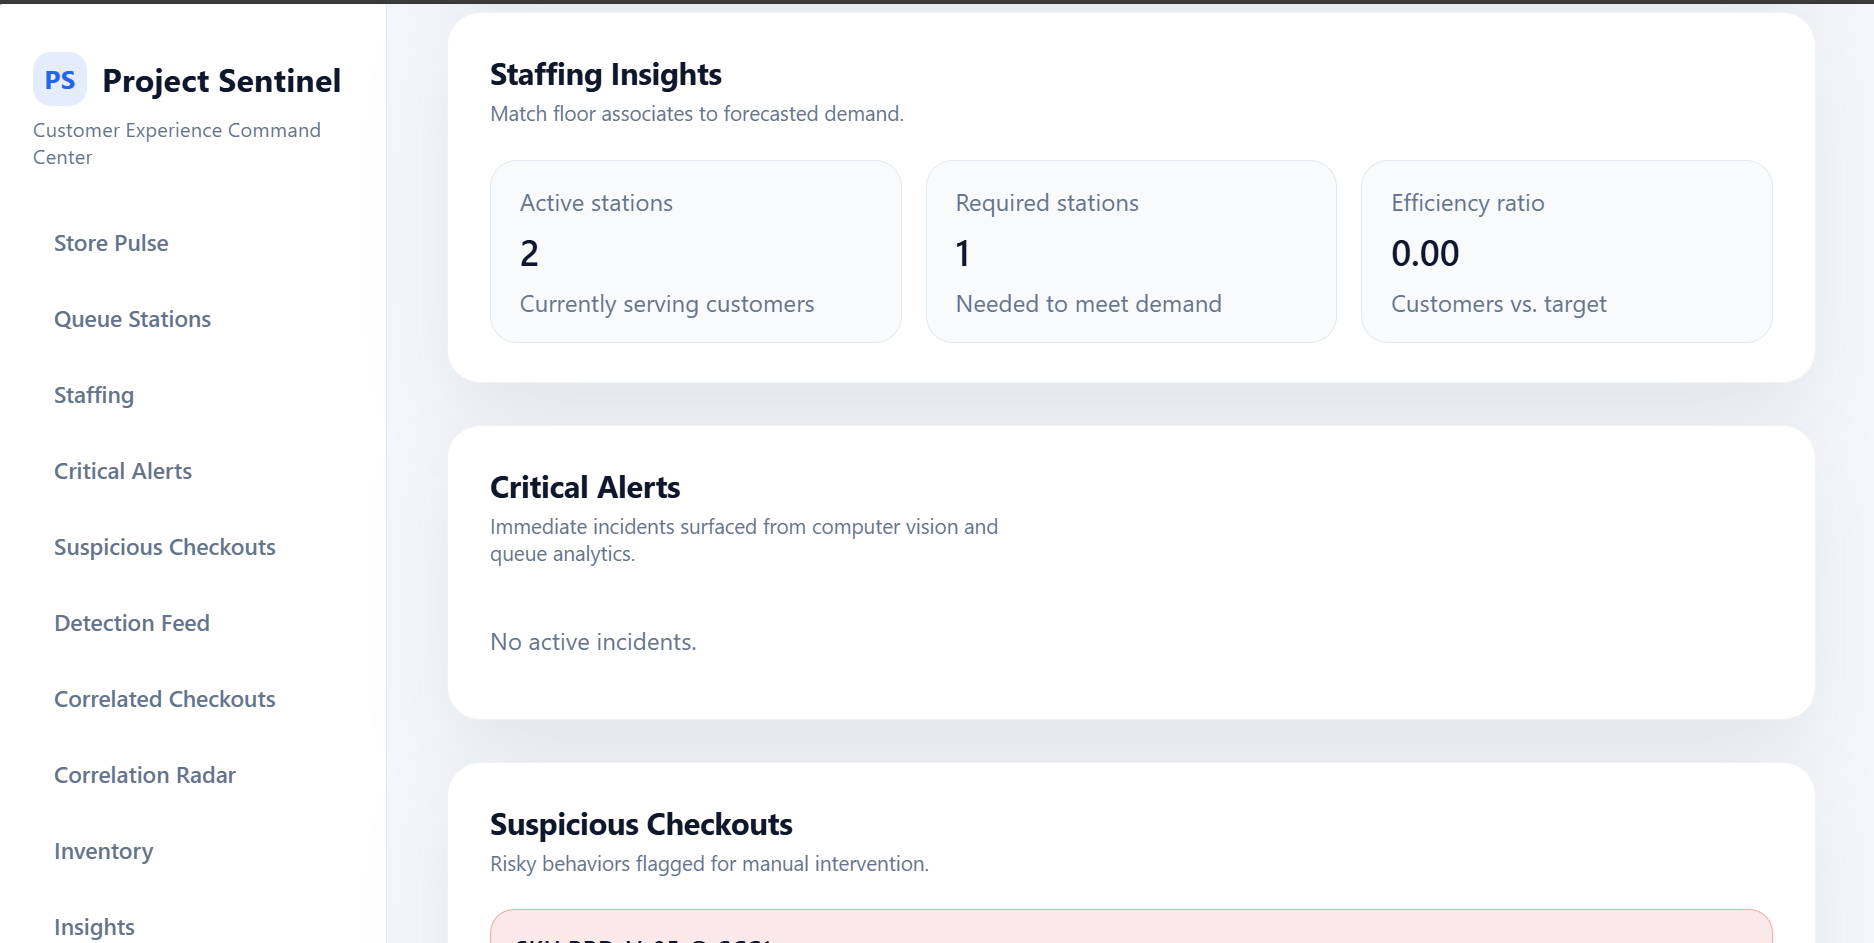 PS Project Sentinel
Customer Experience Command
Center
Store Pulse
Queue Stations
Staffing
Critical Alerts
Suspicious Checkouts
Detection Feed
Correlated Checkouts
Correlation Radar
Inventory
Insights
Staffing Insights
Match floor associates to forecasted demand.
Active stations
2
Currently serving customers
Required stations
1
Needed to meet demand
Efficiency ratio
0.00
Customers vs. target
Critical Alerts
Immediate incidents surfaced from computer vision and
queue analytics.
No active incidents.
Suspicious Checkouts
Risky behaviors flagged for manual intervention.